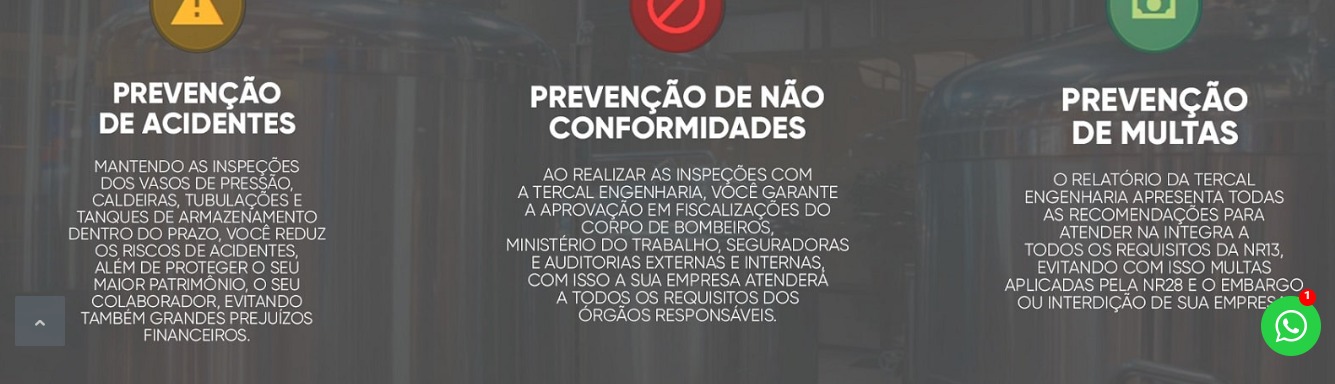 PREVENÇÃO
DE ACIDENTES
MANTENDO AS INSPEÇÕES
DOS VASOS DE PRESSÃO,
CALDEIRAS, TUBULAÇÕES E
TANQUES DE ARMAZENAMENTO
DENTRO DO PRAZO, VOCÊ REDUZ
OS RISCOS DE ACIDENTES,
ALÉM DE PROTEGER O SEU
MAIOR PATRIMÔNIO, O SEU
COLABORADOR, EVITANDO
TAMBÉM GRANDES PREJUÍZOS
FINANCEIROS.
PREVENÇÃO DE NÃO
CONFORMIDADES
AO REALIZAR AS INSPEÇÕES COM
A TERCAL ENGENHARIA, VOCÊ GARANTE
A APROVAÇÃO EM FISCALIZAÇÕES DO
CORPO DE BOMBEIROS,
MINISTÉRIO DO TRABALHO, SEGURADORAS
E AUDITORIAS EXTERNAS E INTERNAS,
COM ISSO A SUA EMPRESA ATENDERÁ
A TODOS OS REQUISITOS DOS
ÓRGÃOS RESPONSÁVEIS.
PREVENÇÃO
DE MULTAS
O RELATÓRIO DA TERCAL
ENGENHARIA APRESENTA TODAS
AS RECOMENDAÇÕES PARA
ATENDER NA INTEGRA A
TODOS OS REQUISITOS DA NR13,
EVITANDO COM ISSO MULTAS
APLICADAS PELA NR28 E O EMBARGO
OU INTERDIÇÃO DE SUA EMPRESA
1